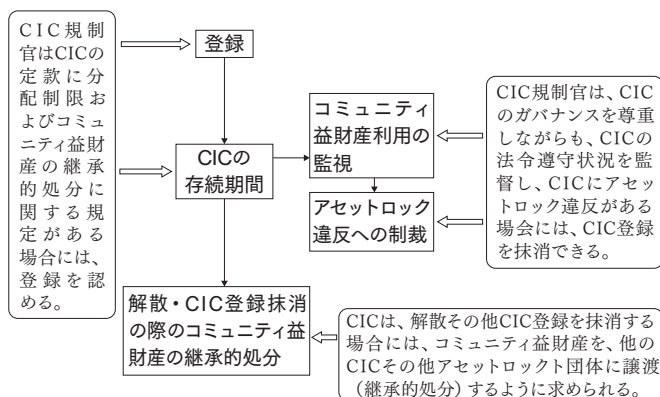 CIC規制
官はCICの
定款に分
配制限お
よびコミュ
ニティ益財
産の継承
的処分に
関する規
定がある
場合には、
登録を認
める。
登録
CICの
存続期間
コミュニティ
益財産利用の
監視
アセットロック
違反への制裁
CIC規制官は、CIC
のガバナンスを尊重
しながらも、CICの
法令遵守状況を監
督し、CICにアセッ
トロック違反がある
場会には、CIC登録
を抹消できる。
解散・CIC登録抹消
の際のコミュニティ益
財産の継承的処分
CICは、解散その他CIC登録を抹消する
場合には、コミュニティ益財産を、他の
CICその他アセットロックト団体に譲渡
（継承的処分）するように求められる。